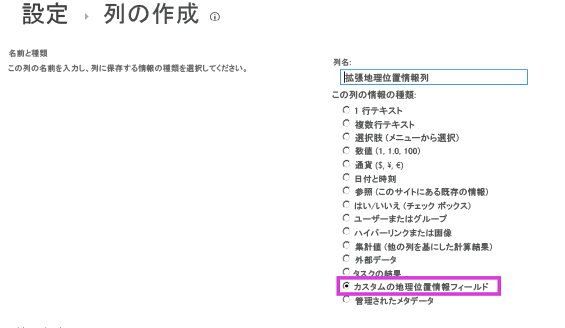 設定 ▸ 列の作成 ⓘ
名前と種類
この列の名前を入力し、列に保存する情報の種類を選択してください。
列名:
拡張地理位置情報列
この列の情報の種類:
1 行テキスト
複数行テキスト
選択肢 (メニューから選択)
数値 (1, 1.0, 100)
通貨 ($, ¥, €)
日付と時刻
参照 (このサイトにある既存の情報)
はい/いいえ (チェック ボックス)
ユーザーまたはグループ
ハイパーリンクまたは画像
集計値 (他の列を基にした計算結果)
外部データ
タスクの結果
カスタムの地理位置情報フィールド
管理されたメタデータ